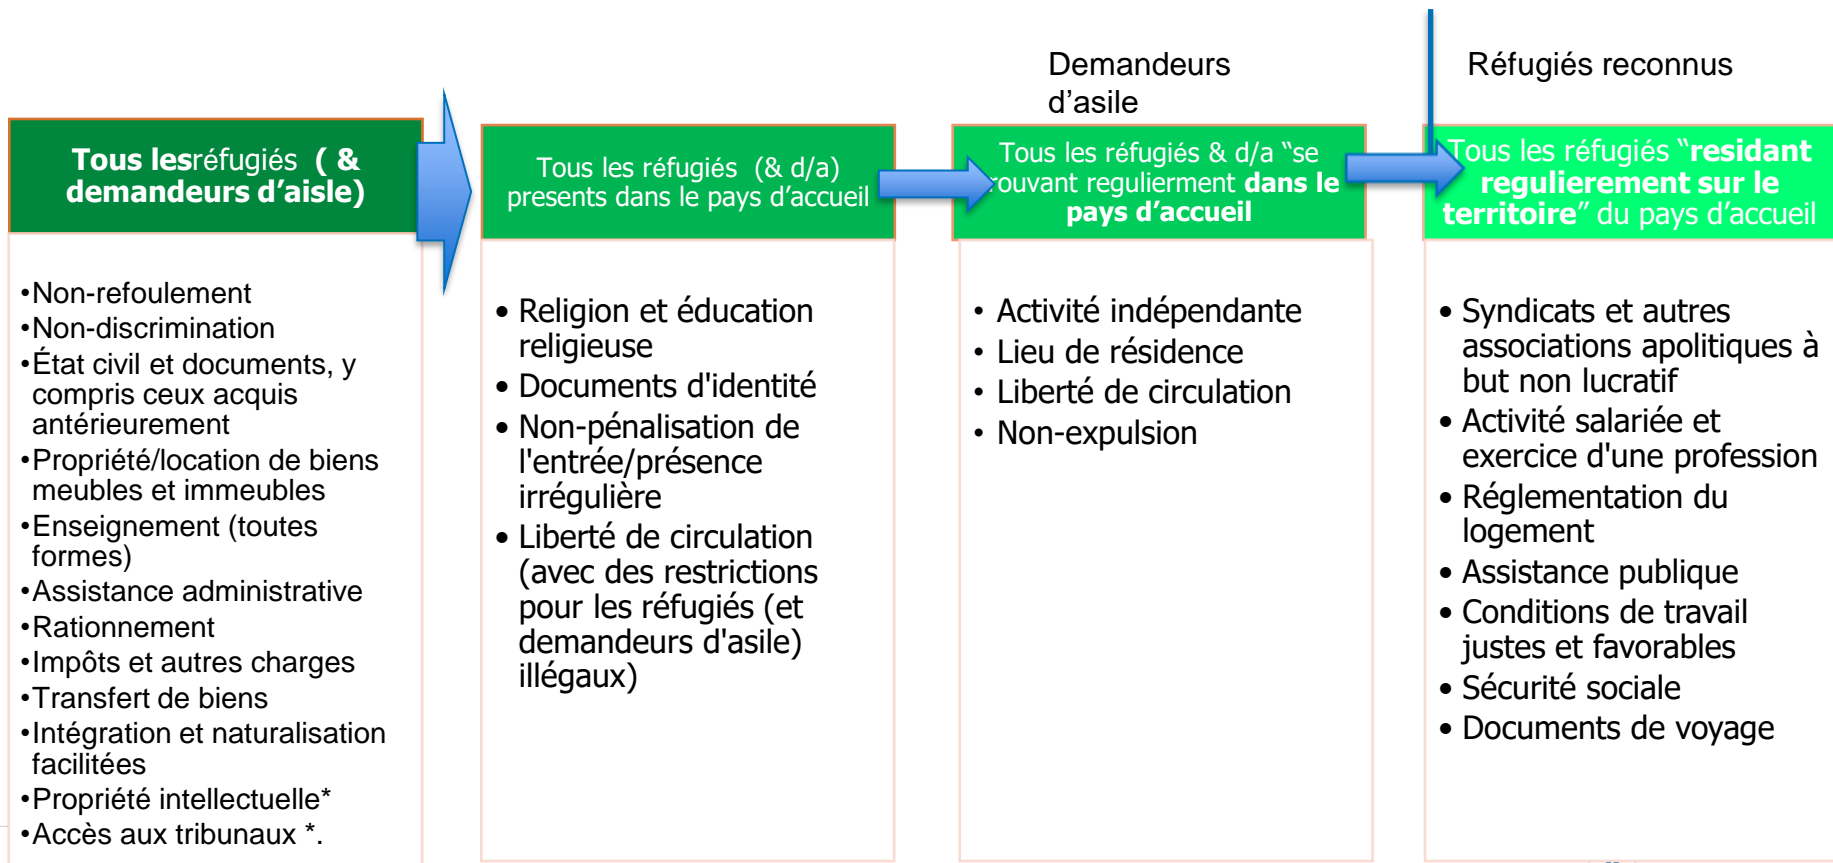 Demandeurs
d'asile
Réfugiés reconnus
Tous lesréfugiés ( &
demandeurs d'aisle)
•Non-refoulement
•Non-discrimination
•État civil et documents, y
compris ceux acquis
antérieurement
•Propriété/location de biens
meubles et immeubles
•Enseignement (toutes
formes)
•Assistance administrative
•Rationnement
•Impôts et autres charges
•Transfert de biens
•Intégration et naturalisation
facilitées
•Propriété intellectuelle*
•Accès aux tribunaux *.
Tous les réfugiés (& d/a)
presents dans le pays d'accueil
• Religion et éducation
religieuse
• Documents d'identité
• Non-pénalisation de
l'entrée/présence
irrégulière
• Liberté de circulation
(avec des restrictions
pour les réfugiés (et
demandeurs d'asile)
illégaux)
Tous les réfugiés & d/a "se
rouvant regulierment dans le
pays d'accueil
• Activité indépendante
• Lieu de résidence
• Liberté de circulation
• Non-expulsion
Tous les réfugiés "residant
regulierement sur le
territoire" du pays d'accueil
• Syndicats et autres
associations apolitiques à
but non lucratif
• Activité salariée et
exercice d'une profession
• Réglementation du
logement
• Assistance publique
• Conditions de travail
justes et favorables
• Sécurité sociale
• Documents de voyage